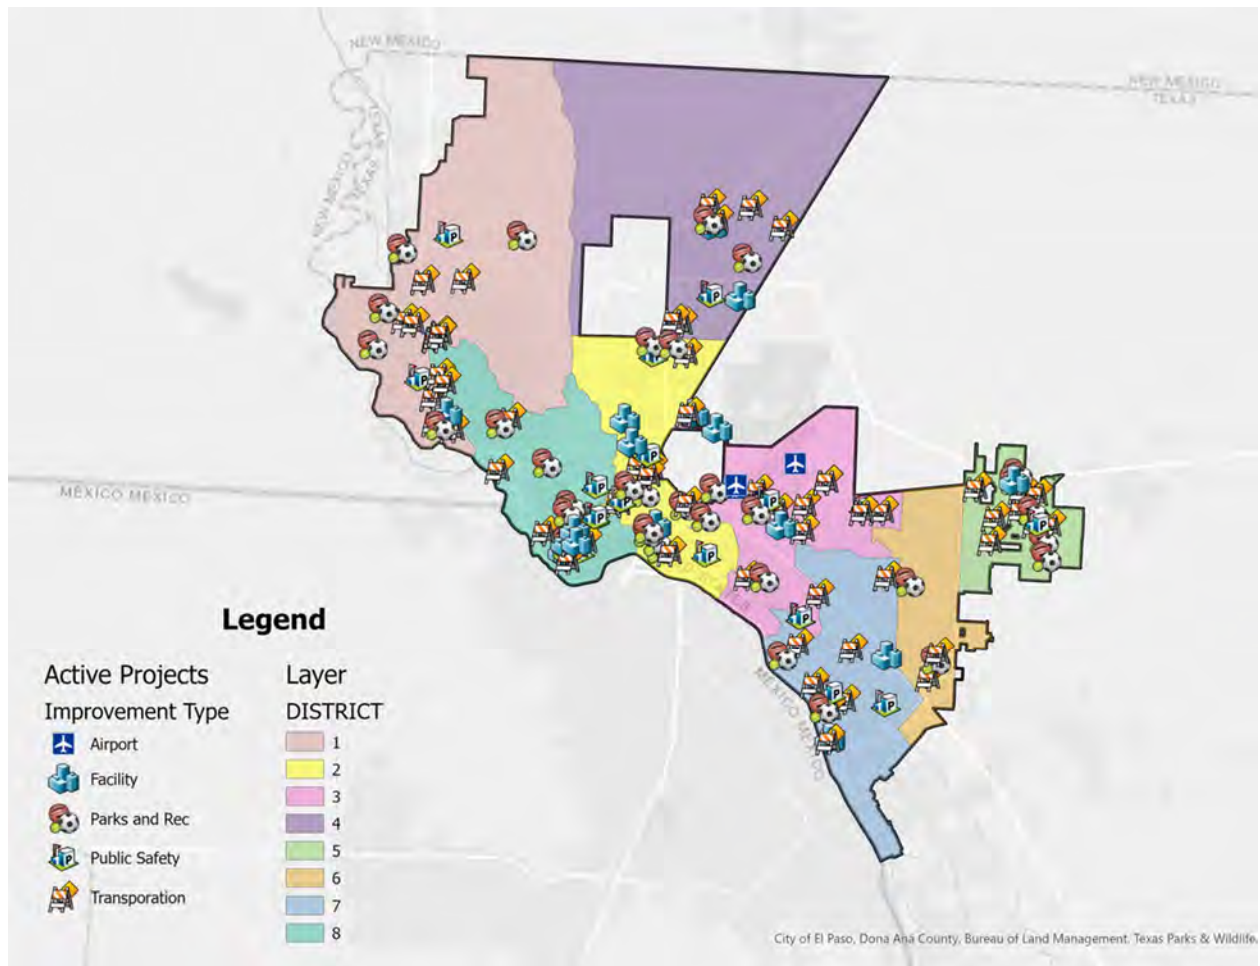 NEW MEXICO
NEW MEXICO
TEXAS
NEW MEXICO
TEXAS
MÉXICO MEXICO
MÉXICO MEXICO
Legend
Active Projects
Improvement Type
Airport
Facility
Parks and Rec
Public Safety
Transporation
Layer
DISTRICT
1
2
3
4
5
6
7
8
City of El Paso, Dona Ana County, Bureau of Land Management, Texas Parks & Wildlife,